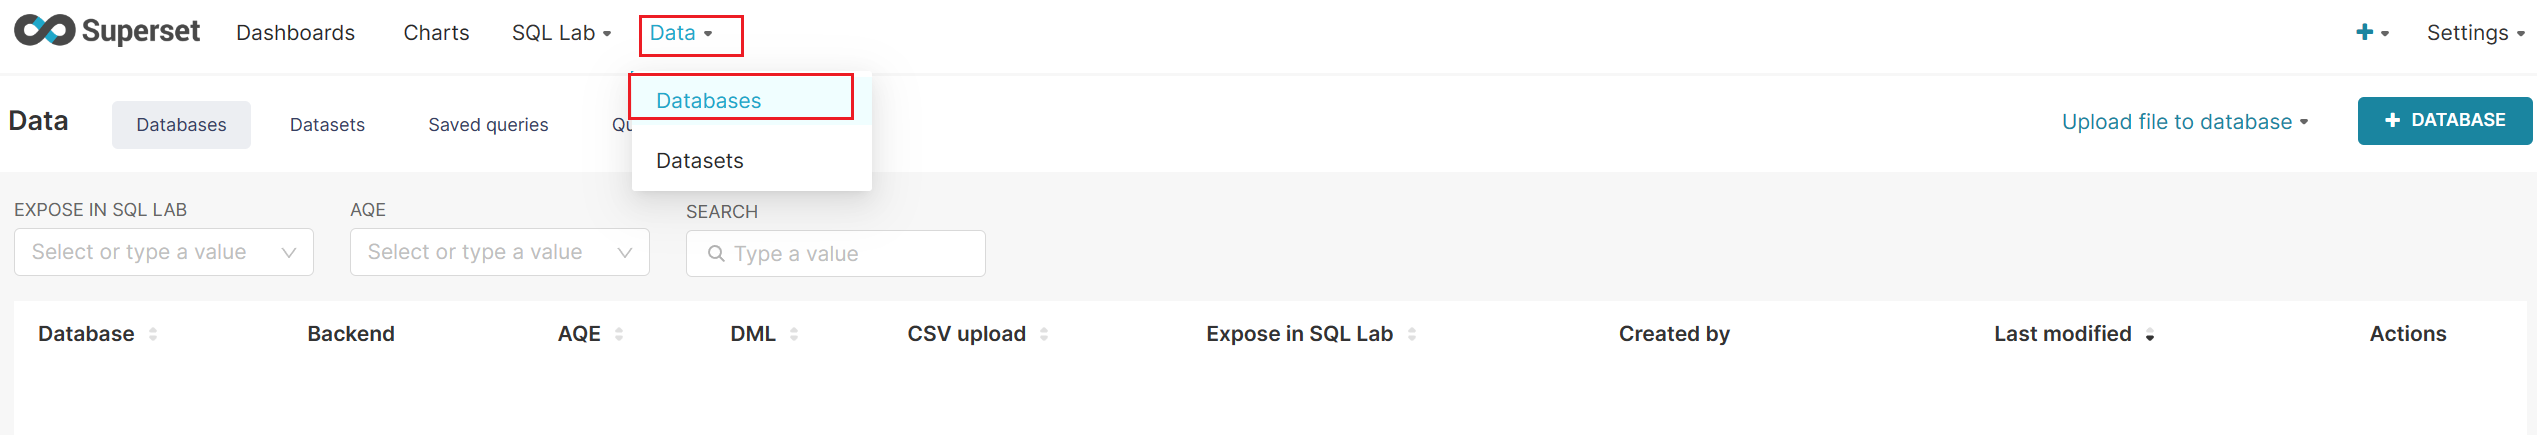 Superset Dashboards Charts SQL Lab Data Settings
Databases
Datasets
Data Databases Datasets Saved queries Upload file to database + DATABASE
EXPOSE IN SQL LAB AQE SEARCH
Select or type a value Select or type a value Type a value
Database Backend AQE DML CSV upload Expose in SQL Lab Created by Last modified Actions